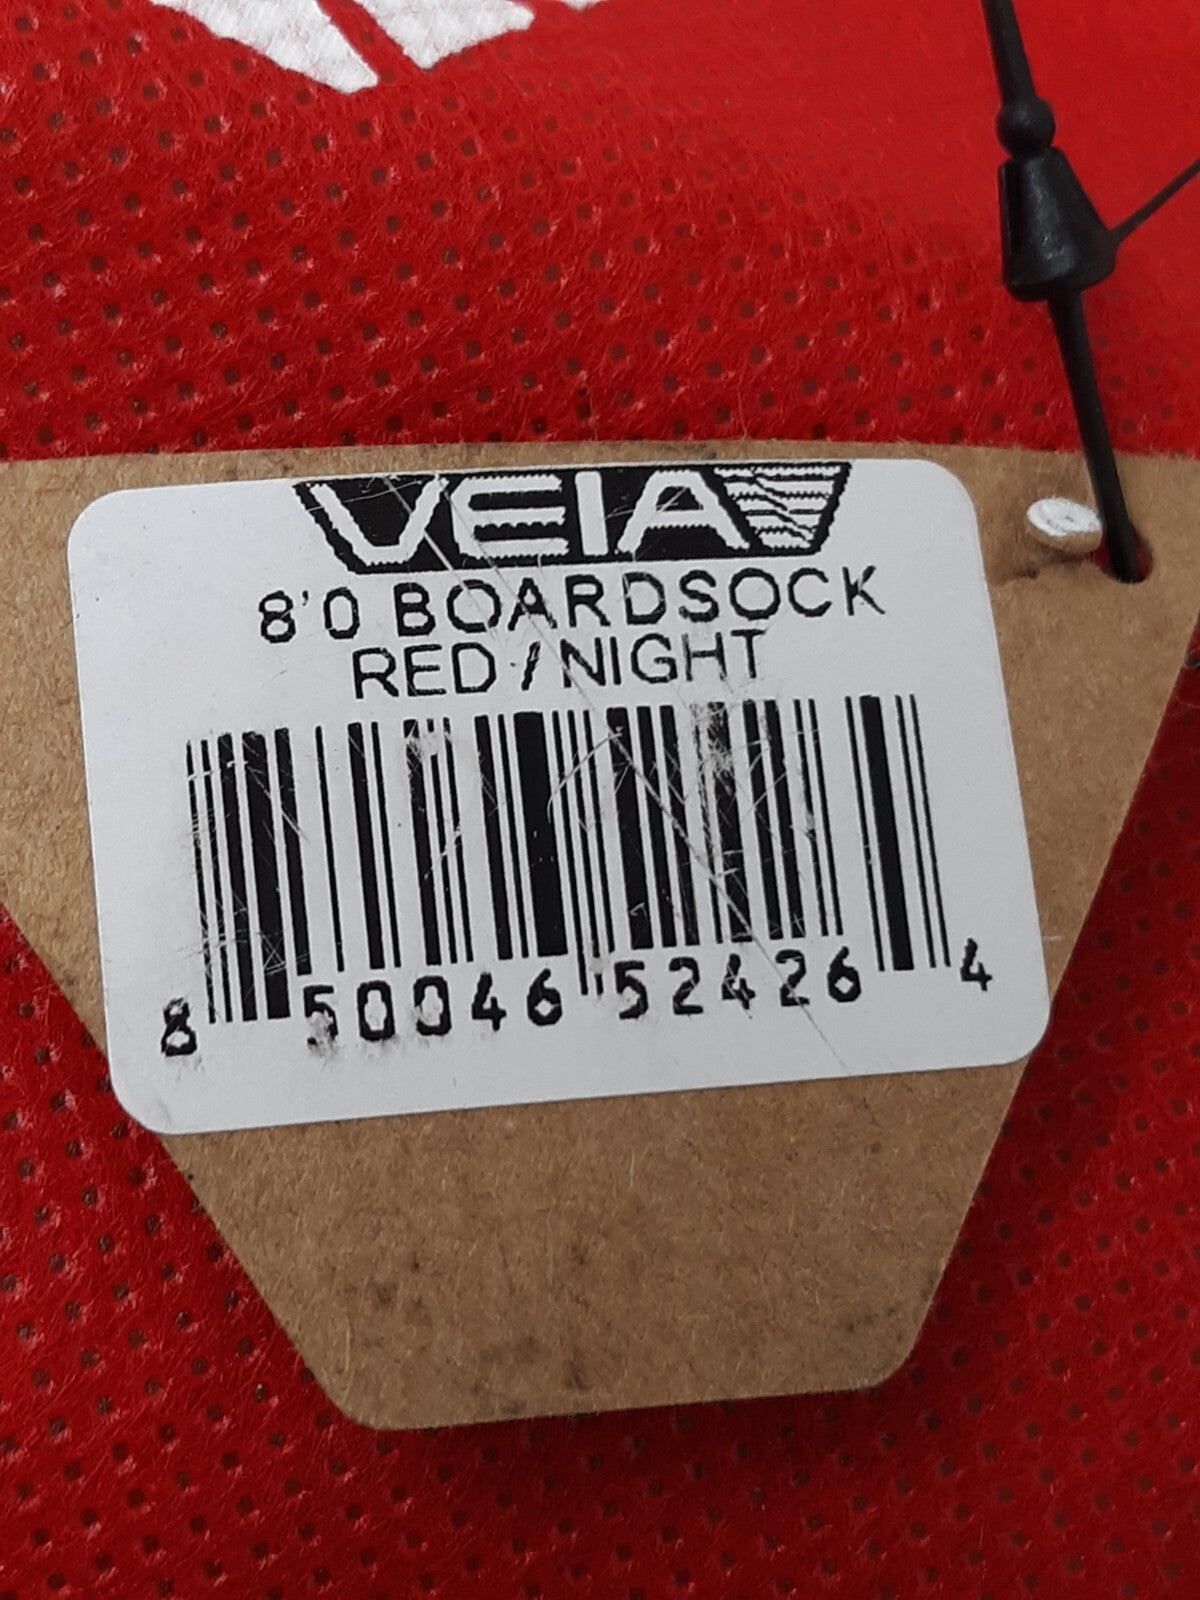 VEIA
8'0 BOARDSOCK
RED / NIGHT
8 50046 52426 4